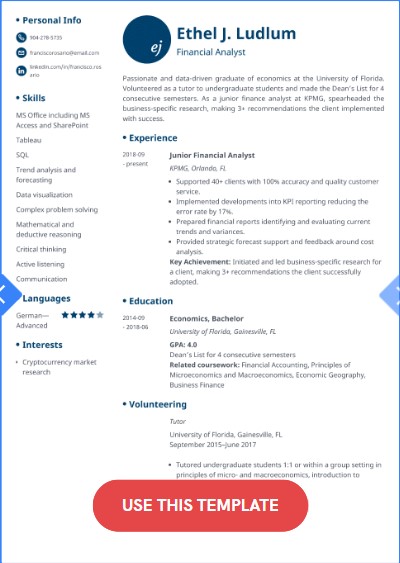 Personal Info
904-278-5735
franciscorosario@email.com
linkedin.com/in/francisco.ros
ario
Skills
MS Office including MS
Access and SharePoint
Tableau
SQL
Trend analysis and
forecasting
Data visualization
Complex problem solving
Mathematical and
deductive reasoning
Critical thinking
Active listening
Communication
Languages
German—
Advanced
Interests
Cryptocurrency market
research
ej
Ethel J. Ludlum
Financial Analyst
Passionate and data-driven graduate of economics at the University of Florida.
Volunteered as a tutor to undergraduate students and made the Dean's List for 4
consecutive semesters. As a junior finance analyst at KPMG, spearheaded the
business-specific research, making 3+ recommendations the client implemented
with success.
Experience
2018-09
- present
Junior Financial Analyst
KPMG, Orlando, FL
Supported 40+ clients with 100% accuracy and quality customer
service.
Implemented developments into KPI reporting reducing the
error rate by 17%.
Prepared financial reports identifying and evaluating current
trends and variances.
Provided strategic forecast support and feedback around cost
analysis.
Key Achievement: Initiated and led business-specific research for
a client, making 3+ recommendations the client successfully
adopted.
Education
2014-09
- 2018-06
Economics, Bachelor
University of Florida, Gainesville, FL
GPA: 4.0
Dean's List for 4 consecutive semesters
Related coursework: Financial Accounting, Principles of
Microeconomics and Macroeconomics, Economic Geography,
Business Finance
Volunteering
Tutor
University of Florida, Gainesville, FL
September 2015–June 2017
Tutored undergraduate students 1:1 or within a group setting in
principles of micro- and macroeconomics, introduction to
USE THIS TEMPLATE